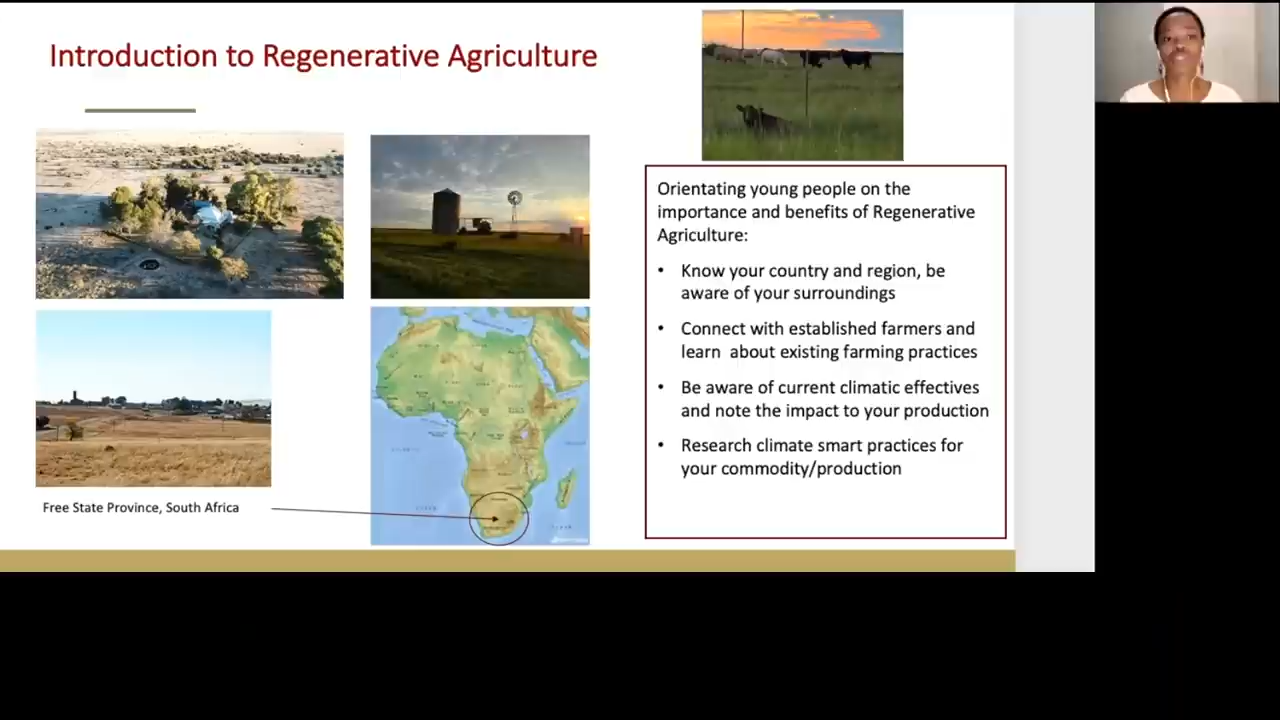 Introduction to Regenerative Agriculture
Orientating young people on the
importance and benefits of Regenerative
Agriculture:
• Know your country and region, be
aware of your surroundings
• Connect with established farmers and
learn  about existing farming practices
• Be aware of current climatic effectives
and note the impact to your production
• Research climate smart practices for
your commodity/production
Free State Province, South Africa